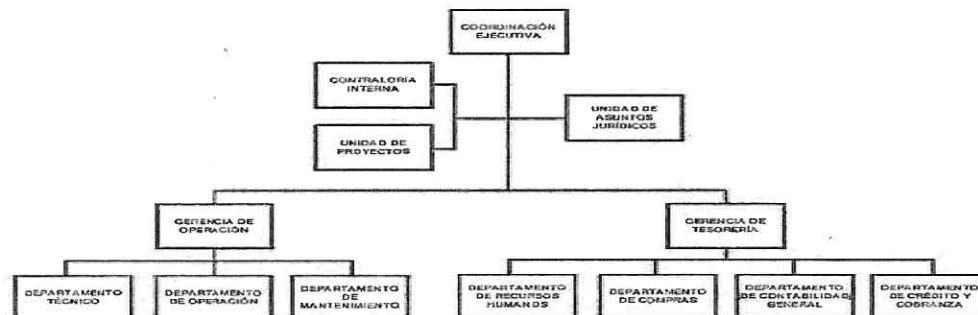 COORDINACIÓN
EJECUTIVA
CONTRALORÍA
INTERNA
UNIDAD DE
ASUNTOS
JURÍDICOS
UNIDAD DE
PROYECTOS
GERENCIA DE
OPERACIÓN
GERENCIA DE
TESORERÍA
DEPARTAMENTO
TÉCNICO
DEPARTAMENTO
DE OPERACIÓN
DEPARTAMENTO
DE
MANTENIMIENTO
DEPARTAMENTO
DE RECURSOS
HUMANOS
DEPARTAMENTO
DE COMPRAS
DEPARTAMENTO
DE CONTABILIDAD
GENERAL
DEPARTAMENTO
DE CRÉDITO Y
COBRANZA